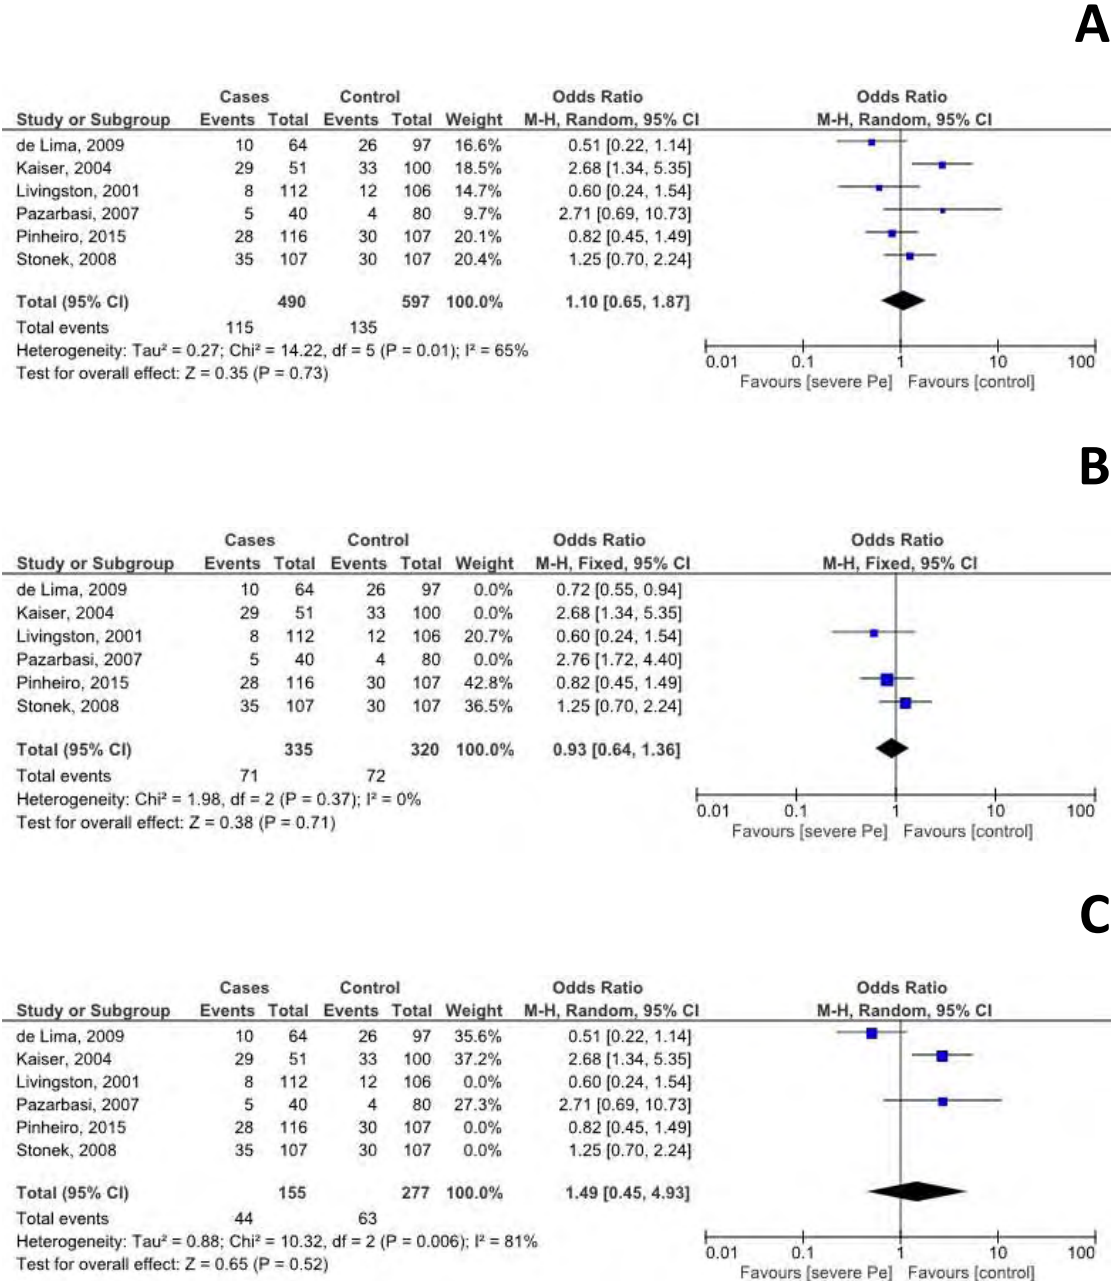 A
Cases Control Odds Ratio Odds Ratio
Study or Subgroup Events Total Events Total Weight M-H, Random, 95% CI M-H, Random, 95% CI
de Lima, 2009 10 64 26 97 16.6% 0.51 [0.22, 1.14]
Kaiser, 2004 29 51 33 100 18.5% 2.68 [1.34, 5.35]
Livingston, 2001 8 112 12 106 14.7% 0.60 [0.24, 1.54]
Pazarbasi, 2007 5 40 4 80 9.7% 2.71 [0.69, 10.73]
Pinheiro, 2015 28 116 30 107 20.1% 0.82 [0.45, 1.49]
Stonek, 2008 35 107 30 107 20.4% 1.25 [0.70, 2.24]
Total (95% CI) 490 597 100.0% 1.10 [0.65, 1.87]
Total events 115 135
Heterogeneity: Tau² = 0.27; Chi² = 14.22, df = 5 (P = 0.01); I² = 65%
Test for overall effect: Z = 0.35 (P = 0.73)
0.01 0.1 1 10 100
Favours [severe Pe] Favours [control]
B
Cases Control Odds Ratio Odds Ratio
Study or Subgroup Events Total Events Total Weight M-H, Fixed, 95% CI M-H, Fixed, 95% CI
de Lima, 2009 10 64 26 97 0.0% 0.72 [0.55, 0.94]
Kaiser, 2004 29 51 33 100 0.0% 2.68 [1.34, 5.35]
Livingston, 2001 8 112 12 106 20.7% 0.60 [0.24, 1.54]
Pazarbasi, 2007 5 40 4 80 0.0% 2.76 [1.72, 4.40]
Pinheiro, 2015 28 116 30 107 42.8% 0.82 [0.45, 1.49]
Stonek, 2008 35 107 30 107 36.5% 1.25 [0.70, 2.24]
Total (95% CI) 335 320 100.0% 0.93 [0.64, 1.36]
Total events 71 72
Heterogeneity: Chi² = 1.98, df = 2 (P = 0.37); I² = 0%
Test for overall effect: Z = 0.38 (P = 0.71)
0.01 0.1 1 10 100
Favours [severe Pe] Favours [control]
C
Cases Control Odds Ratio Odds Ratio
Study or Subgroup Events Total Events Total Weight M-H, Random, 95% CI M-H, Random, 95% CI
de Lima, 2009 10 64 26 97 35.6% 0.51 [0.22, 1.14]
Kaiser, 2004 29 51 33 100 37.2% 2.68 [1.34, 5.35]
Livingston, 2001 8 112 12 106 0.0% 0.60 [0.24, 1.54]
Pazarbasi, 2007 5 40 4 80 27.3% 2.71 [0.69, 10.73]
Pinheiro, 2015 28 116 30 107 0.0% 0.82 [0.45, 1.49]
Stonek, 2008 35 107 30 107 0.0% 1.25 [0.70, 2.24]
Total (95% CI) 155 277 100.0% 1.49 [0.45, 4.93]
Total events 44 63
Heterogeneity: Tau² = 0.88; Chi² = 10.32, df = 2 (P = 0.006); I² = 81%
Test for overall effect: Z = 0.65 (P = 0.52)
0.01 0.1 1 10 100
Favours [severe Pe] Favours [control]